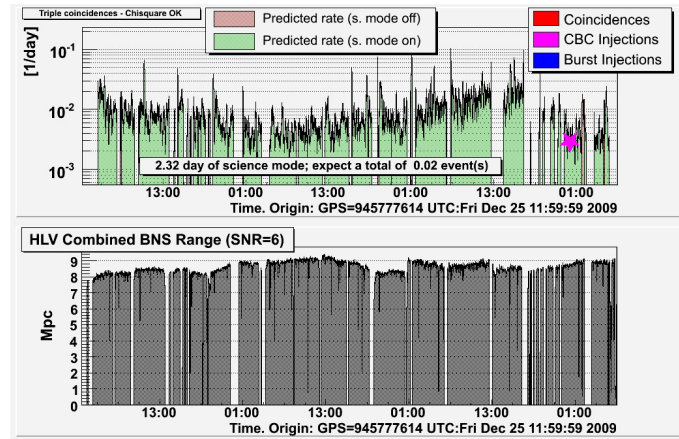 Triple coincidences - Chisquare OK
Predicted rate (s. mode off)
Predicted rate (s. mode on)
Coincidences
CBC Injections
Burst Injections
[1/day]
10-1
10-2
10-3
2.32 day of science mode; expect a total of 0.02 event(s)
13:00 01:00 13:00 01:00 13:00 01:00
Time. Origin: GPS=945777614 UTC:Fri Dec 25 11:59:59 2009
HLV Combined BNS Range (SNR=6)
Mpc
9
8
7
6
5
4
3
2
1
0
13:00 01:00 13:00 01:00 13:00 01:00
Time. Origin: GPS=945777614 UTC:Fri Dec 25 11:59:59 2009